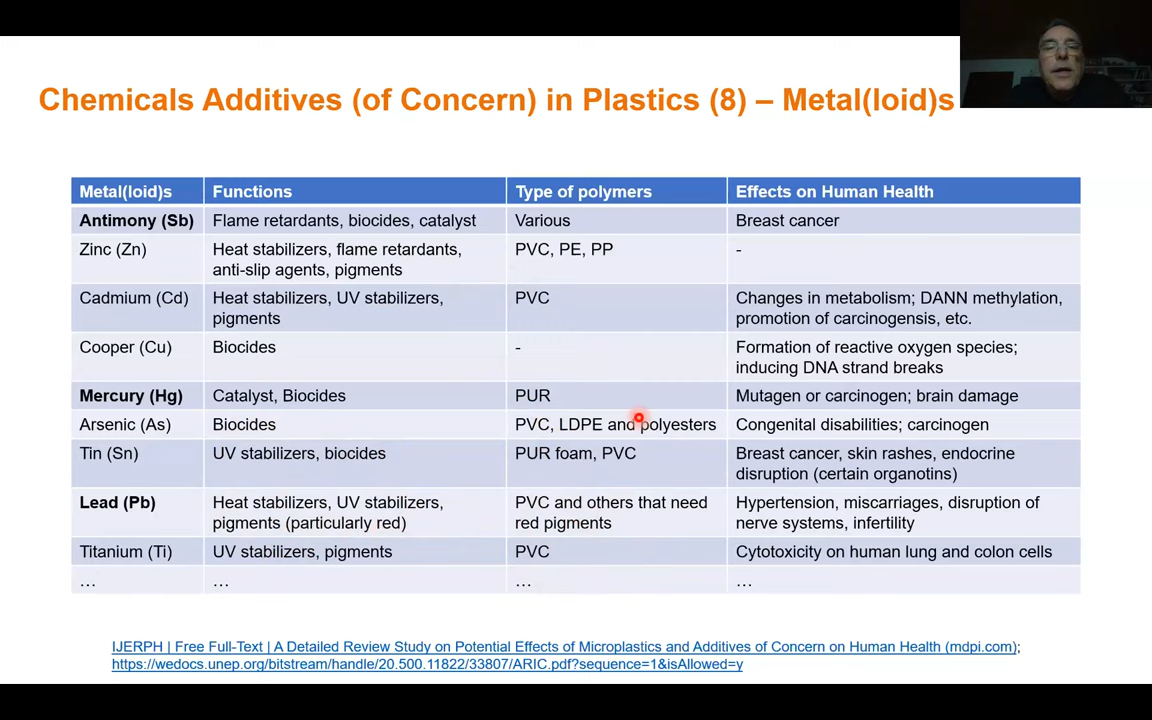 Chemicals Additives (of Concern) in Plastics (8) – Metal(loid)s
Metal(loid)s Functions Type of polymers Effects on Human Health
Antimony (Sb) Flame retardants, biocides, catalyst Various Breast cancer
Zinc (Zn) Heat stabilizers, flame retardants, PVC, PE, PP -
anti-slip agents, pigments
Cadmium (Cd) Heat stabilizers, UV stabilizers, PVC Changes in metabolism; DANN methylation,
pigments promotion of carcinogensis, etc.
Cooper (Cu) Biocides - Formation of reactive oxygen species;
inducing DNA strand breaks
Mercury (Hg) Catalyst, Biocides PUR Mutagen or carcinogen; brain damage
Arsenic (As) Biocides PVC, LDPE and polyesters Congenital disabilities; carcinogen
Tin (Sn) UV stabilizers, biocides PUR foam, PVC Breast cancer, skin rashes, endocrine
disruption (certain organotins)
Lead (Pb) Heat stabilizers, UV stabilizers, PVC and others that need Hypertension, miscarriages, disruption of
pigments (particularly red) red pigments nerve systems, infertility
Titanium (Ti) UV stabilizers, pigments PVC Cytotoxicity on human lung and colon cells
… … … …
IJERPH | Free Full-Text | A Detailed Review Study on Potential Effects of Microplastics and Additives of Concern on Human Health (mdpi.com);
https://wedocs.unep.org/bitstream/handle/20.500.11822/33807/ARIC.pdf?sequence=1&isAllowed=y